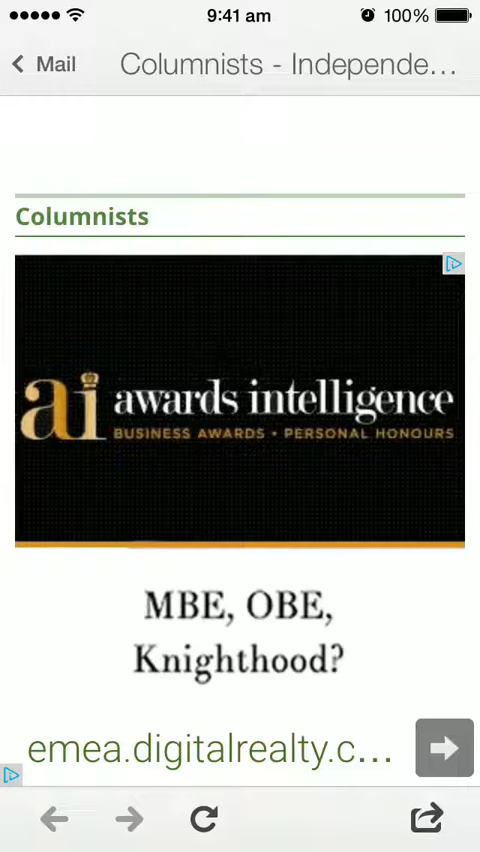 9:41 am
100%
Mail
Columnists - Independe...
Columnists
ai awards intelligence
BUSINESS AWARDS • PERSONAL HONOURS
MBE, OBE,
Knighthood?
emea.digitalrealty.c...